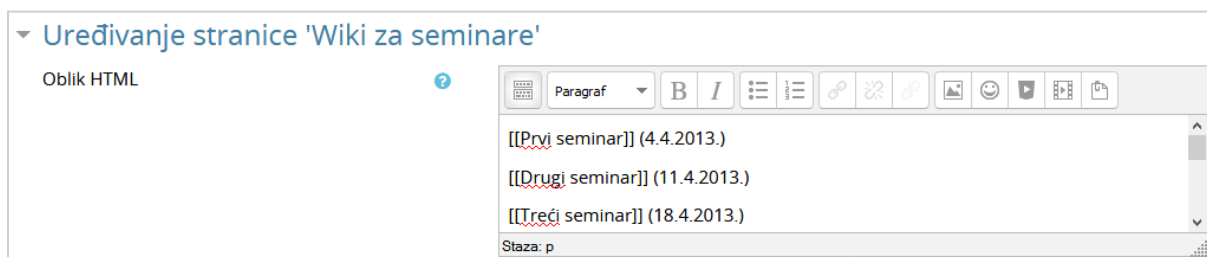 Uređivanje stranice 'Wiki za seminare'
Oblik HTML
Paragraf
B I
[[Prvi seminar]] (4.4.2013.)
[[Drugi seminar]] (11.4.2013.)
[[Treći seminar]] (18.4.2013.)
Staza: p